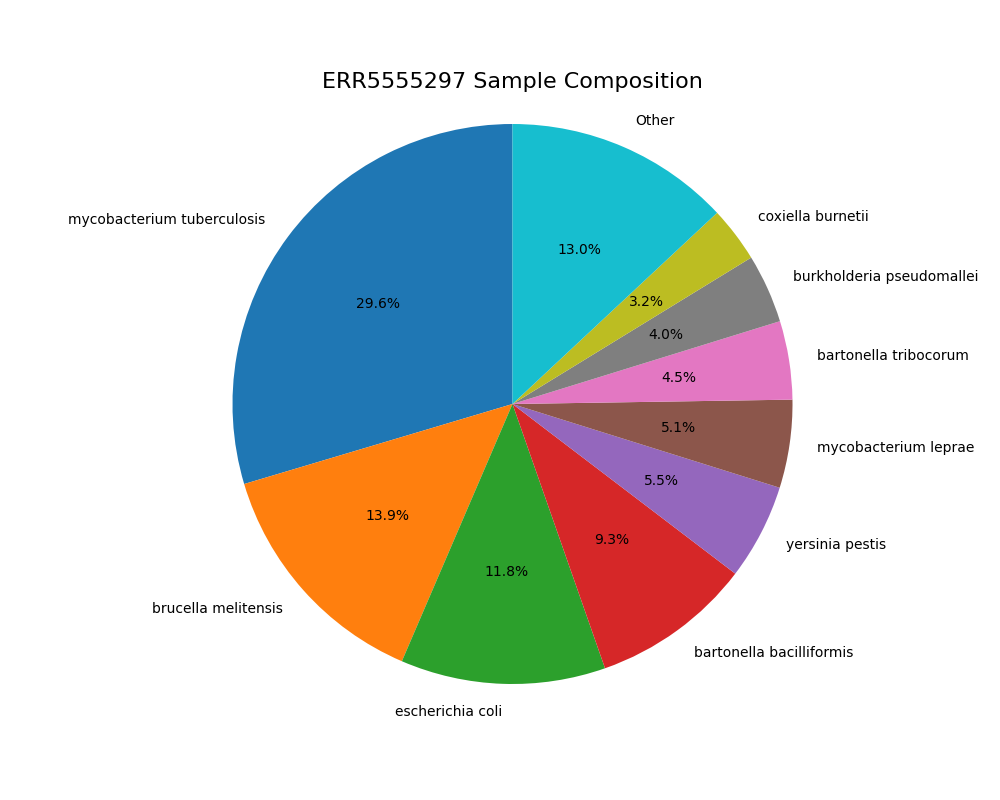 ERR5555297 Sample Composition
Other
13.0%
coxiella burnetii
3.2%
burkholderia pseudomallei
4.0%
bartonella tribocorum
4.5%
mycobacterium leprae
5.1%
yersinia pestis
5.5%
bartonella bacilliformis
9.3%
escherichia coli
11.8%
brucella melitensis
13.9%
mycobacterium tuberculosis
29.6%